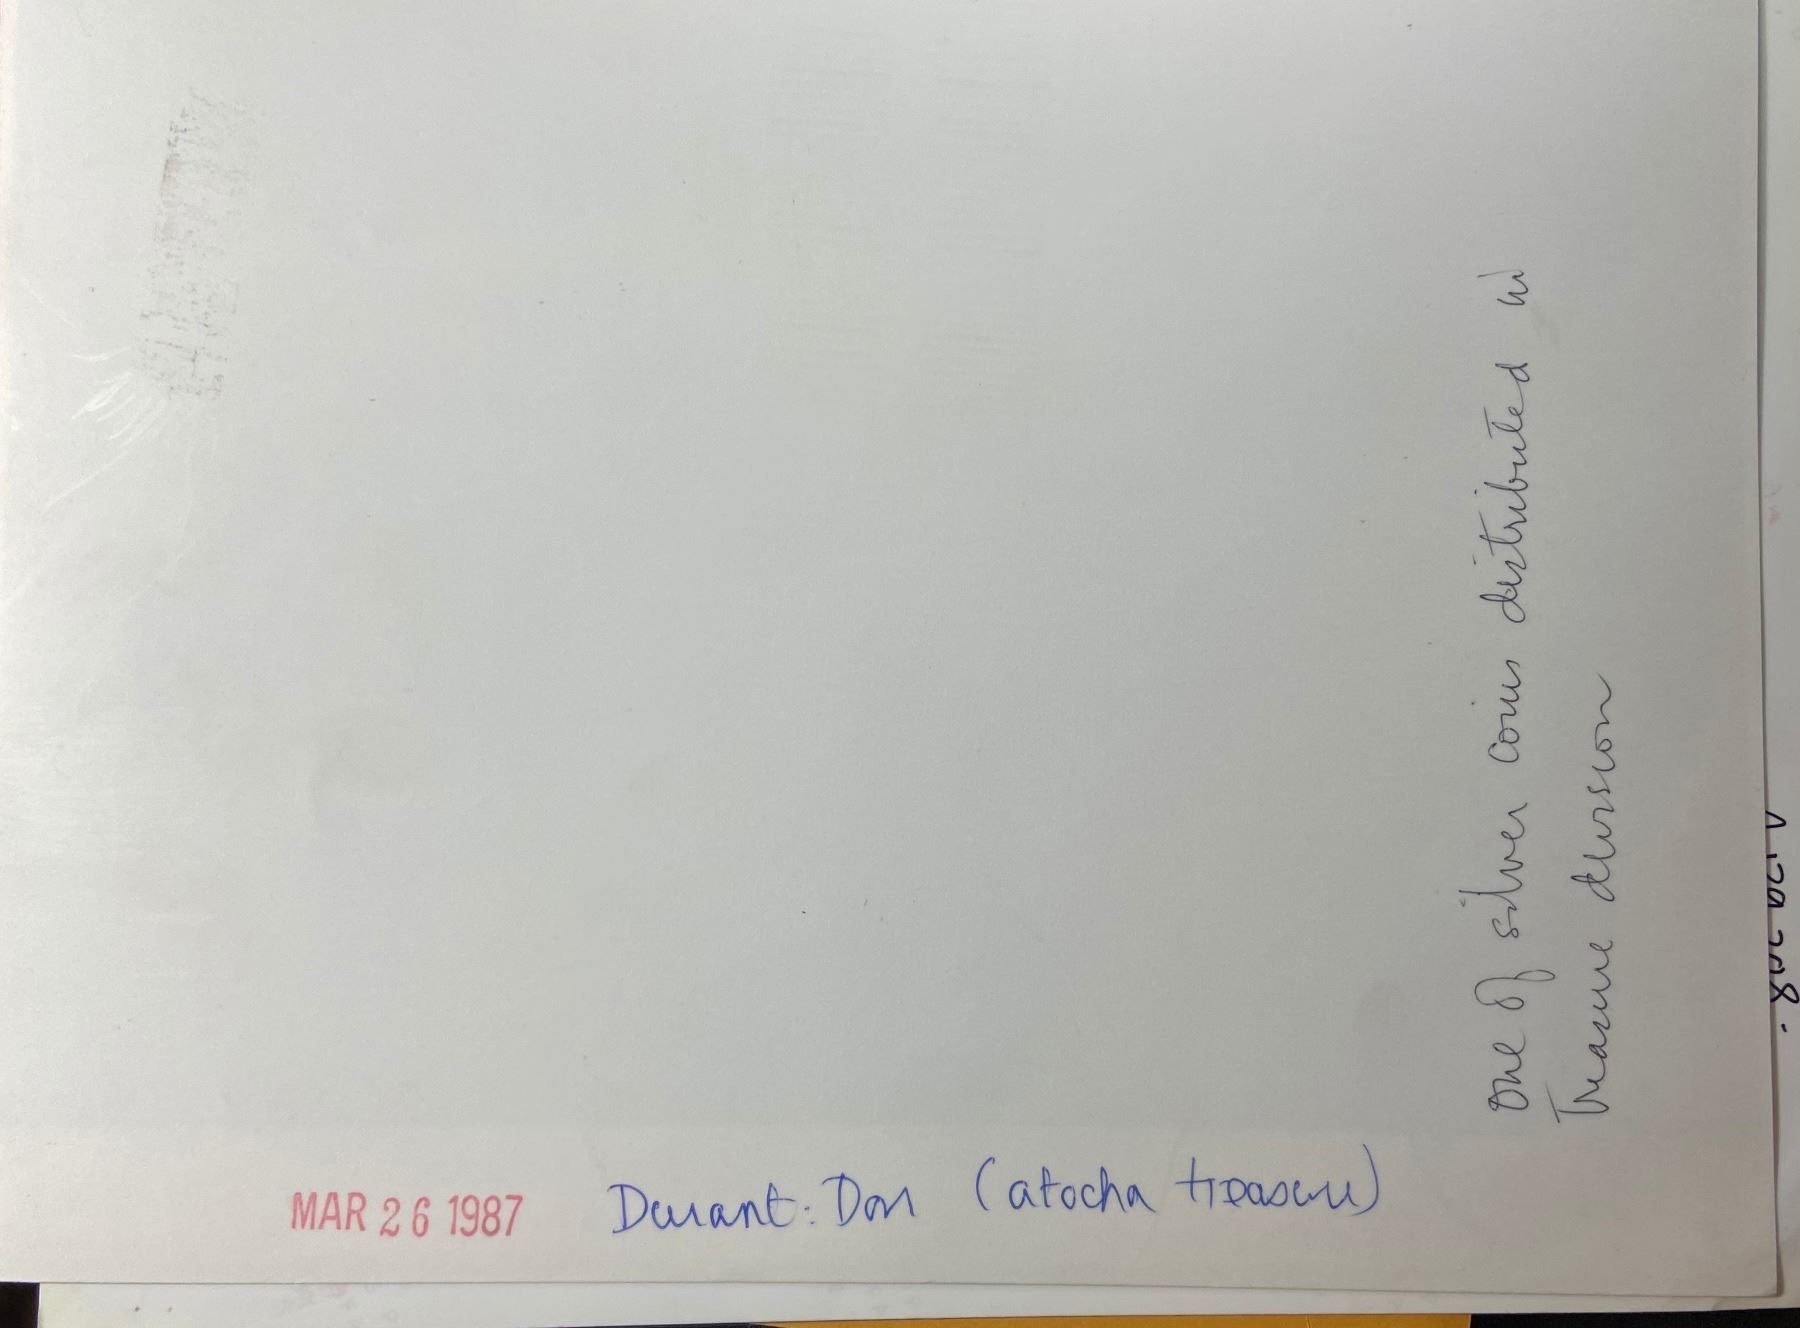 MAR 26 1987 Durant: Don (atocha treasure)
one of silver coins distributed in
Treasure division